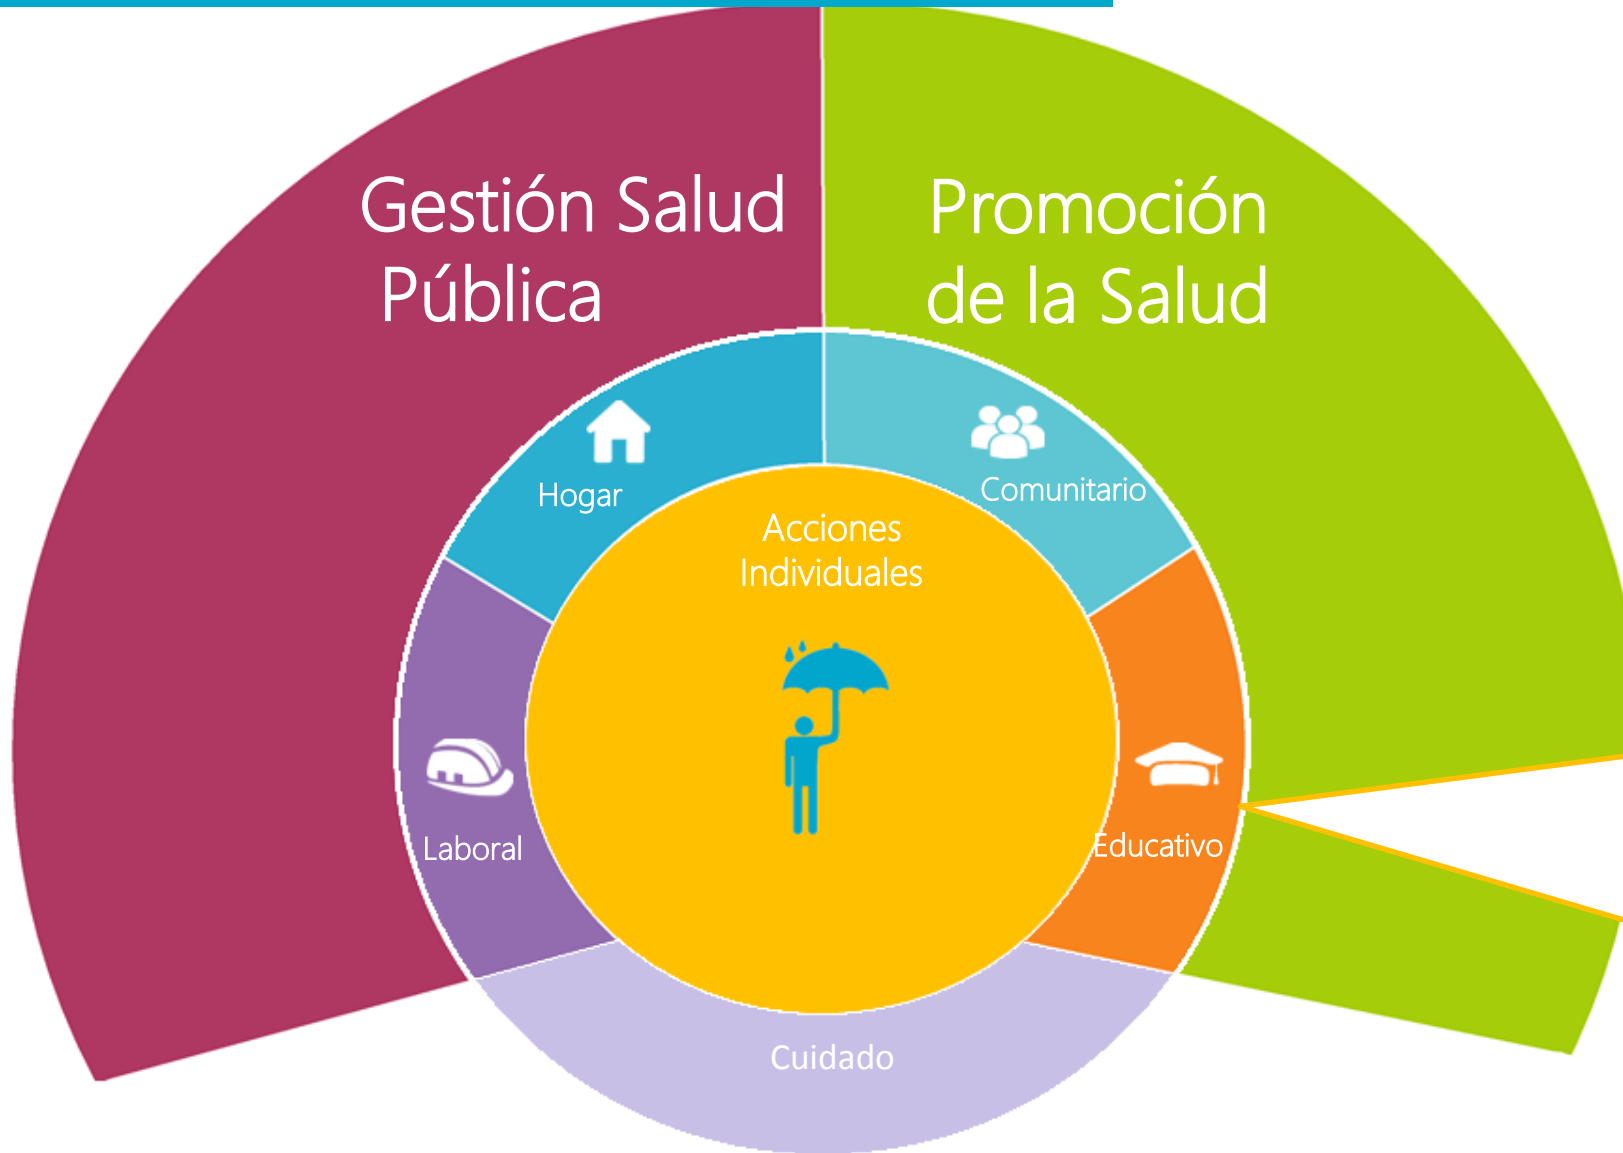 Gestión Salud
Pública
Promoción
de la Salud
Hogar
Comunitario
Acciones
Individuales
Laboral
Educativo
Cuidado